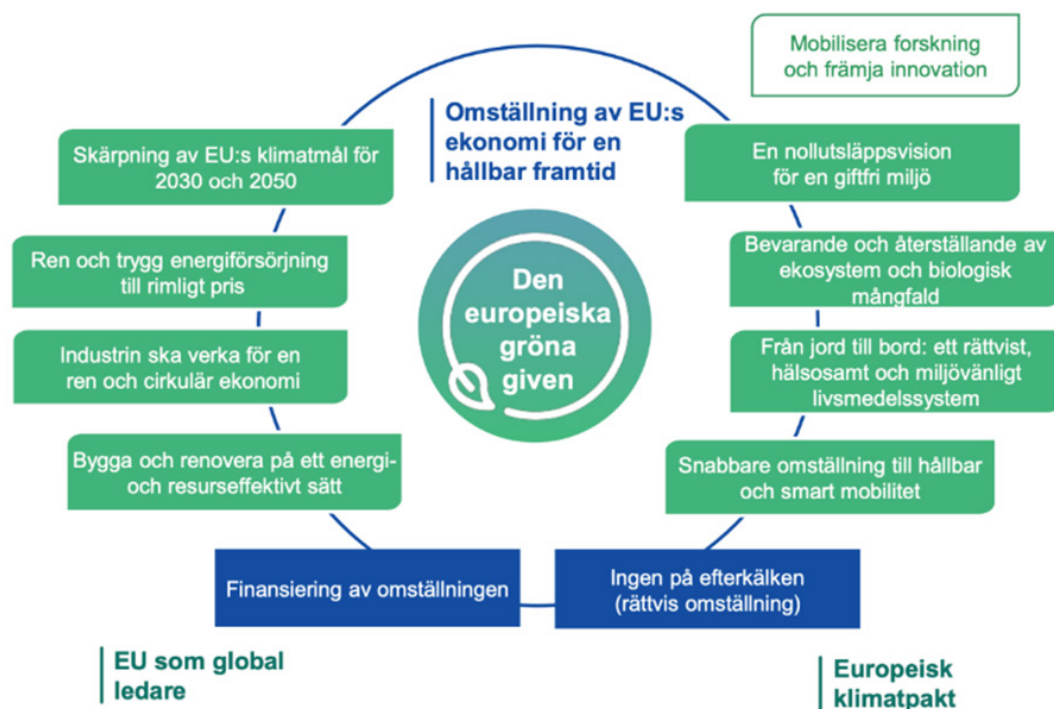 Mobilisera forskning
och främja innovation
Omställning av EU:s
ekonomi för en
hållbar framtid
Skärpning av EU:s klimatmål för
2030 och 2050
En nollutsläppsvision
för en giftfri miljö
Ren och trygg energiförsörjning
till rimligt pris
Bevarande och återställande av
ekosystem och biologisk
mångfald
Den
europeiska
gröna
given
Industrin ska verka för en
ren och cirkulär ekonomi
Från jord till bord: ett rättvist,
hälsosamt och miljövänligt
livsmedelssystem
Bygga och renovera på ett energi-
och resurseffektivt sätt
Snabbare omställning till hållbar
och smart mobilitet
Finansiering av omställningen
Ingen på efterkälken
(rättvis omställning)
EU som global
ledare
Europeisk
klimatpakt